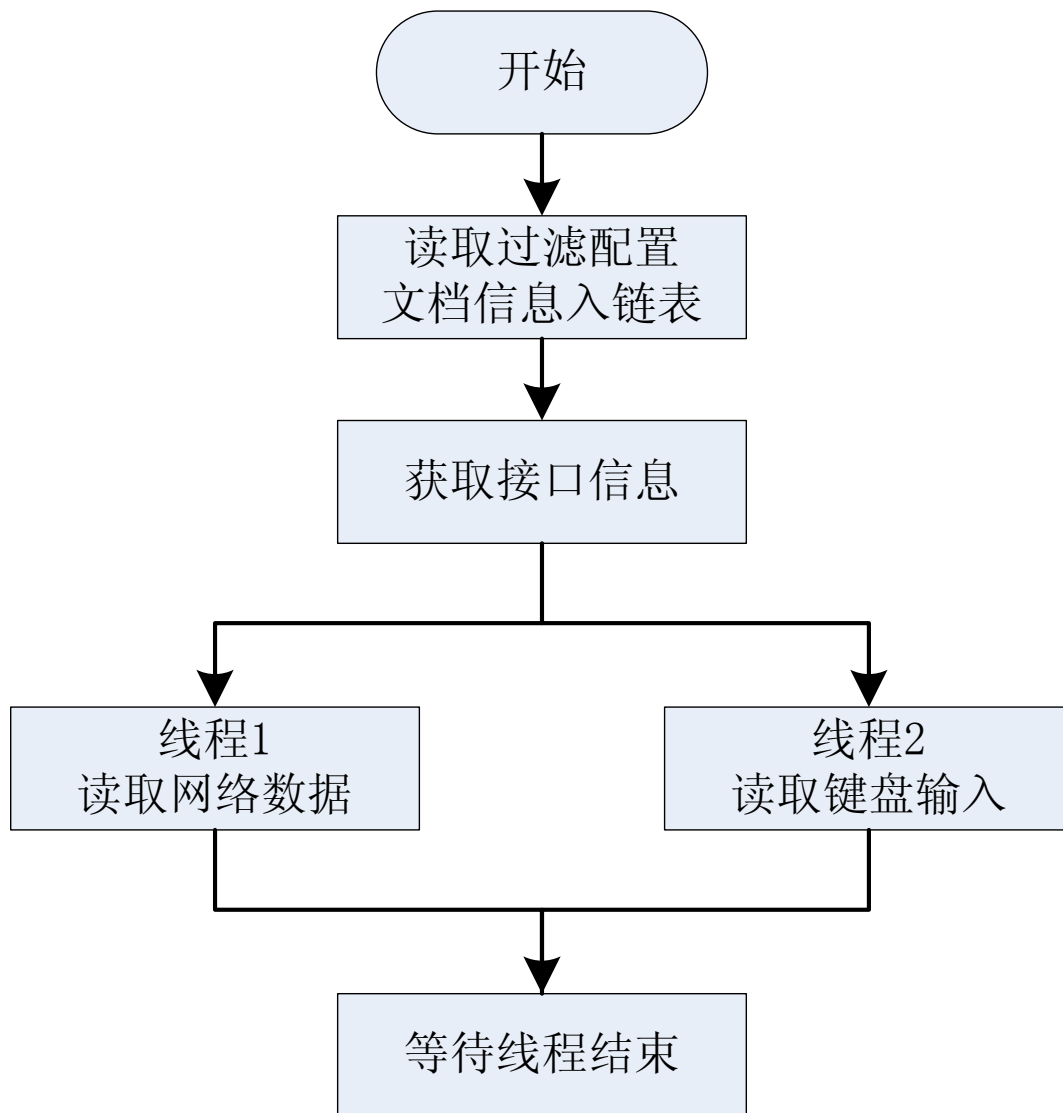 开始
读取过滤配置
文档信息入链表
获取接口信息
线程1
读取网络数据
线程2
读取键盘输入
等待线程结束